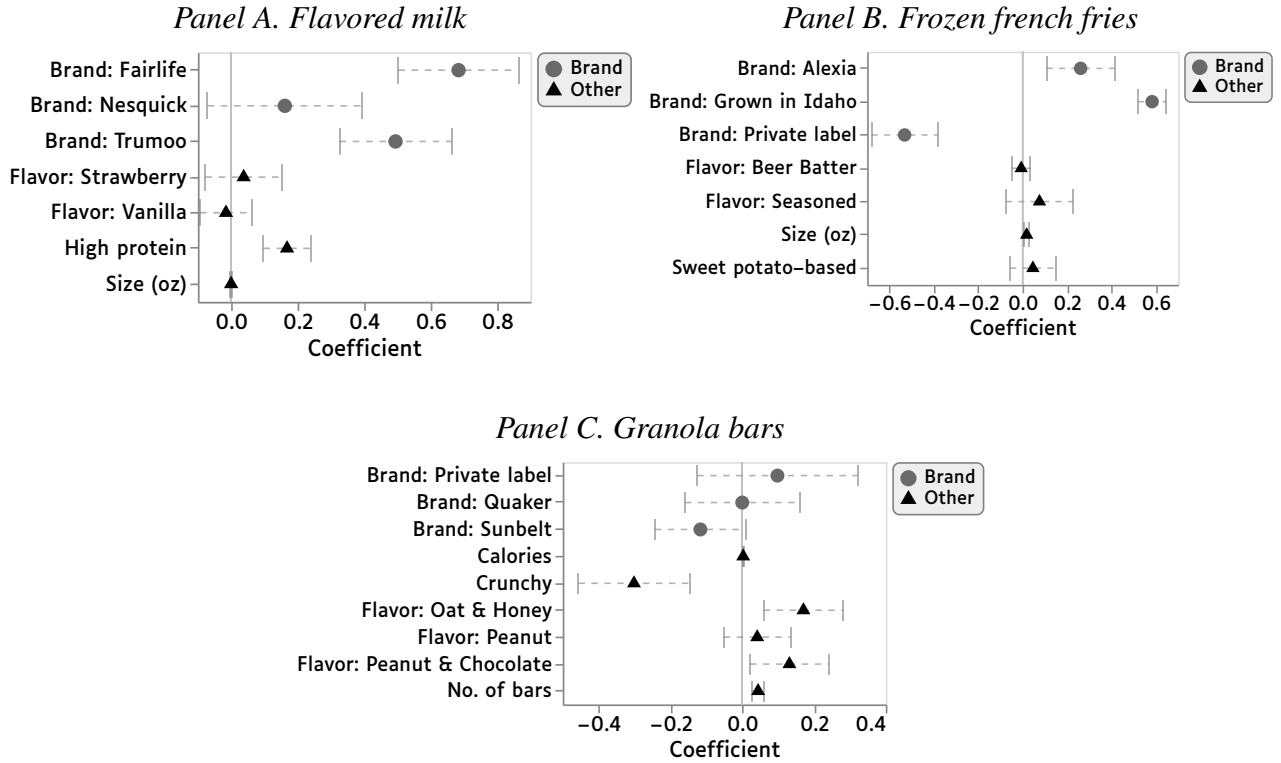 Panel A. Flavored milk
Brand: Fairlife
Brand: Nesquick
Brand: Trumoo
Flavor: Strawberry
Flavor: Vanilla
High protein
Size (oz)
0.0 0.2 0.4 0.6 0.8
Coefficient
Brand
Other
Panel B. Frozen french fries
Brand: Alexia
Brand: Grown in Idaho
Brand: Private label
Flavor: Beer Batter
Flavor: Seasoned
Size (oz)
Sweet potato–based
−0.6 −0.4 −0.2 0.0 0.2 0.4 0.6
Coefficient
Brand
Other
Panel C. Granola bars
Brand: Private label
Brand: Quaker
Brand: Sunbelt
Calories
Crunchy
Flavor: Oat & Honey
Flavor: Peanut
Flavor: Peanut & Chocolate
No. of bars
−0.4 −0.2 0.0 0.2 0.4
Coefficient
Brand
Other